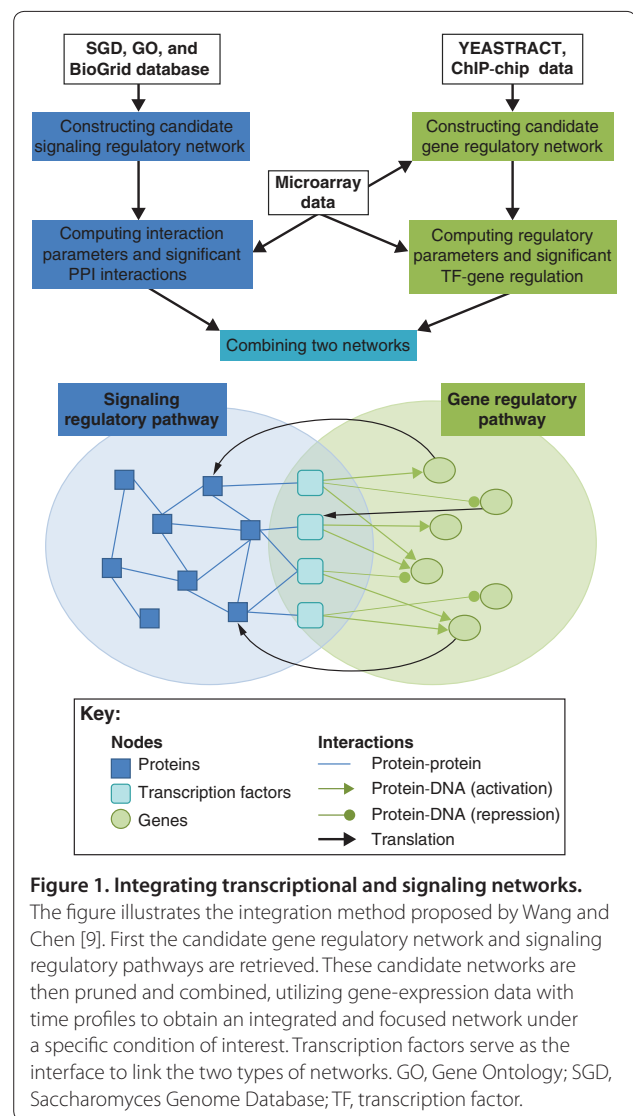 SGD, GO, and
BioGrid database
YEASTRACT,
ChIP-chip data
Constructing candidate
signaling regulatory network
Constructing candidate
gene regulatory network
Microarray
data
Computing interaction
parameters and significant
PPI interactions
Computing regulatory
parameters and significant
TF-gene regulation
Combining two networks
Signaling
regulatory pathway
Gene regulatory
pathway
Key:
Nodes
Proteins
Transcription factors
Genes
Interactions
Protein-protein
Protein-DNA (activation)
Protein-DNA (repression)
Translation
Figure 1. Integrating transcriptional and signaling networks.
The figure illustrates the integration method proposed by Wang and
Chen [9]. First the candidate gene regulatory network and signaling
regulatory pathways are retrieved. These candidate networks are
then pruned and combined, utilizing gene-expression data with
time profiles to obtain an integrated and focused network under
a specific condition of interest. Transcription factors serve as the
interface to link the two types of networks. GO, Gene Ontology; SGD,
Saccharomyces Genome Database; TF, transcription factor.